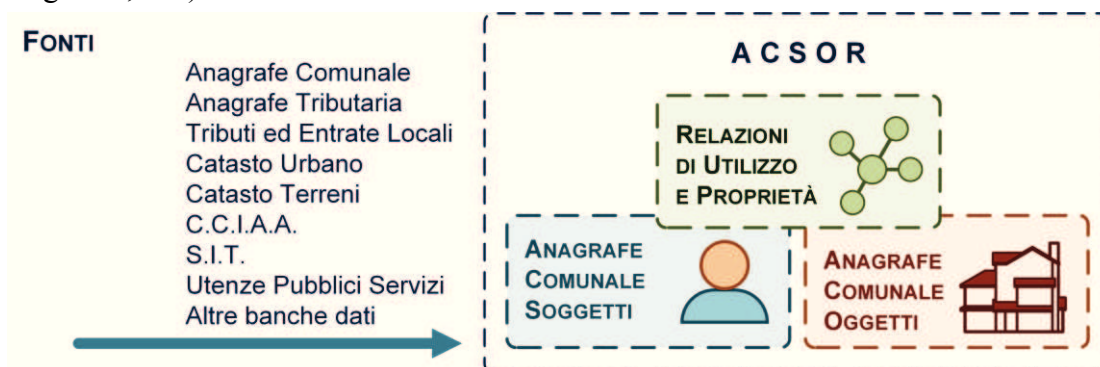 FONTI
Anagrafe Comunale
Anagrafe Tributaria
Tributi ed Entrate Locali
Catasto Urbano
Catasto Terreni
C.C.I.A.A.
S.I.T.
Utenze Pubblici Servizi
Altre banche dati
ACSOR
RELAZIONI
DI UTILIZZO
E PROPRIETÀ
ANAGRAFE
COMUNALE
SOGGETTI
ANAGRAFE
COMUNALE
OGGETTI